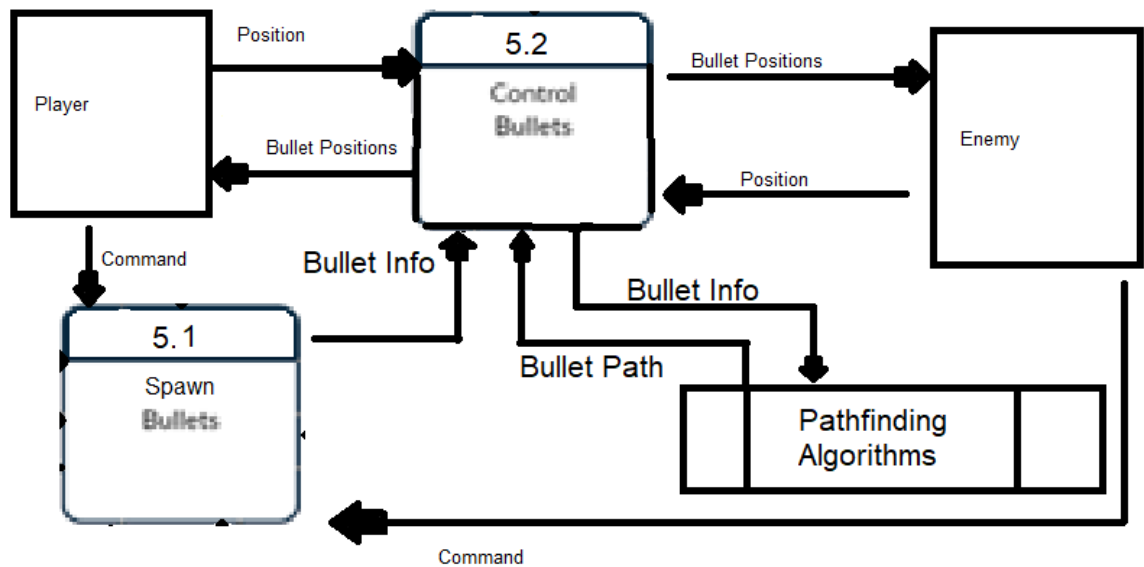 Position
5.2
Control
Bullets
Bullet Positions
Player
Enemy
Bullet Positions
Position
Command
Bullet Info
Bullet Info
5.1
Spawn
Bullets
Bullet Path
Pathfinding
Algorithms
Command